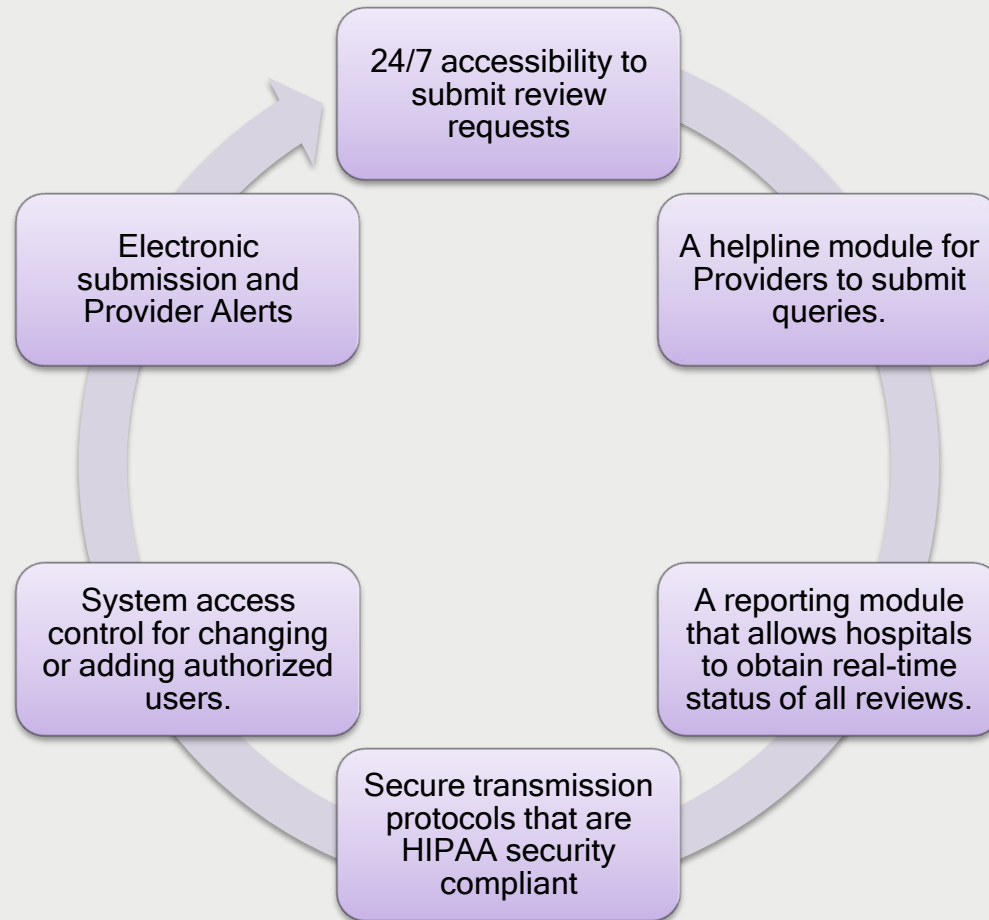 24/7 accessibility to
submit review
requests
A helpline module for
Providers to submit
queries.
A reporting module
that allows hospitals
to obtain real-time
status of all reviews.
Secure transmission
protocols that are
HIPAA security
compliant
System access
control for changing
or adding authorized
users.
Electronic
submission and
Provider Alerts